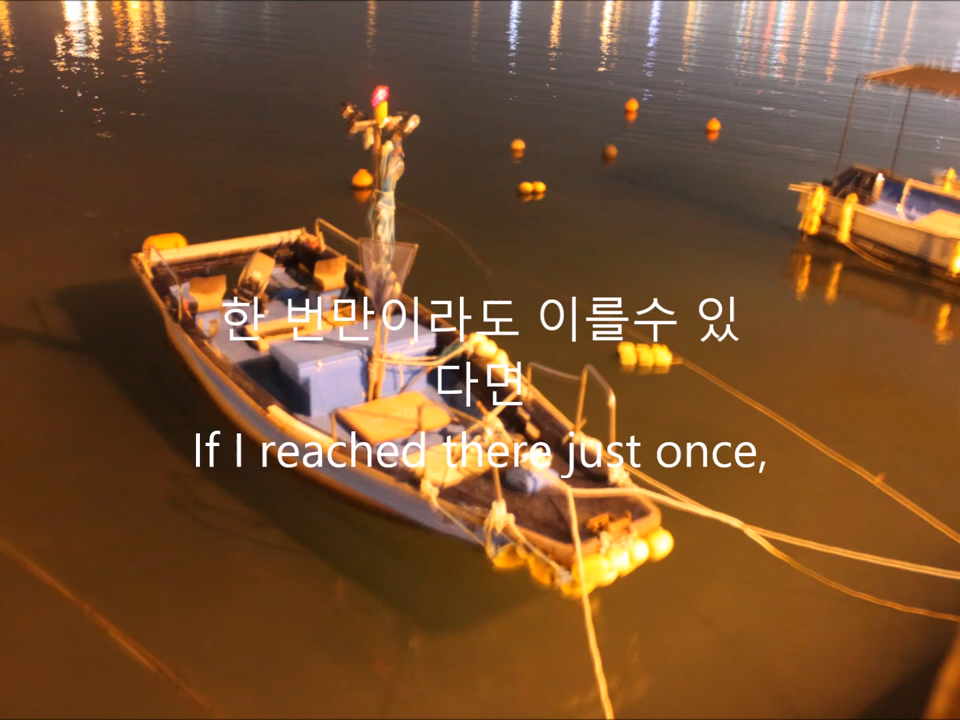 한 번만이라도 이를수 있
다면
If I reached there just once,